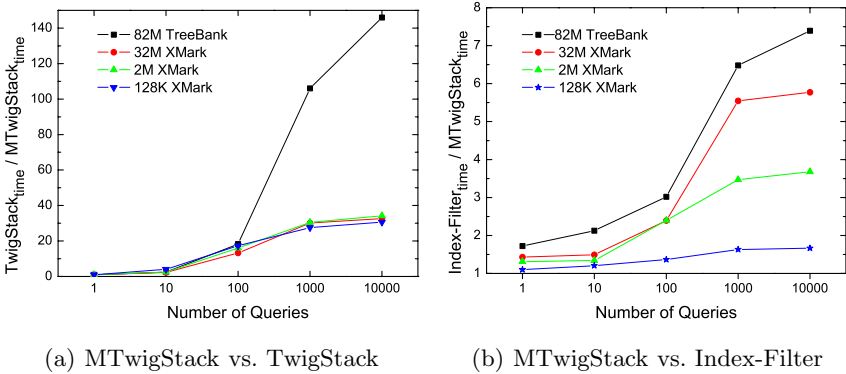 TwigStack_time / MTwigStack_time
140
120
100
80
60
40
20
0
82M TreeBank
32M XMark
2M XMark
128K XMark
1 10 100 1000 10000
Number of Queries
(a) MTwigStack vs. TwigStack
Index-Filter_time / MTwigStack_time
8
7
6
5
4
3
2
1
82M TreeBank
32M XMark
2M XMark
128K XMark
1 10 100 1000 10000
Number of Queries
(b) MTwigStack vs. Index-Filter